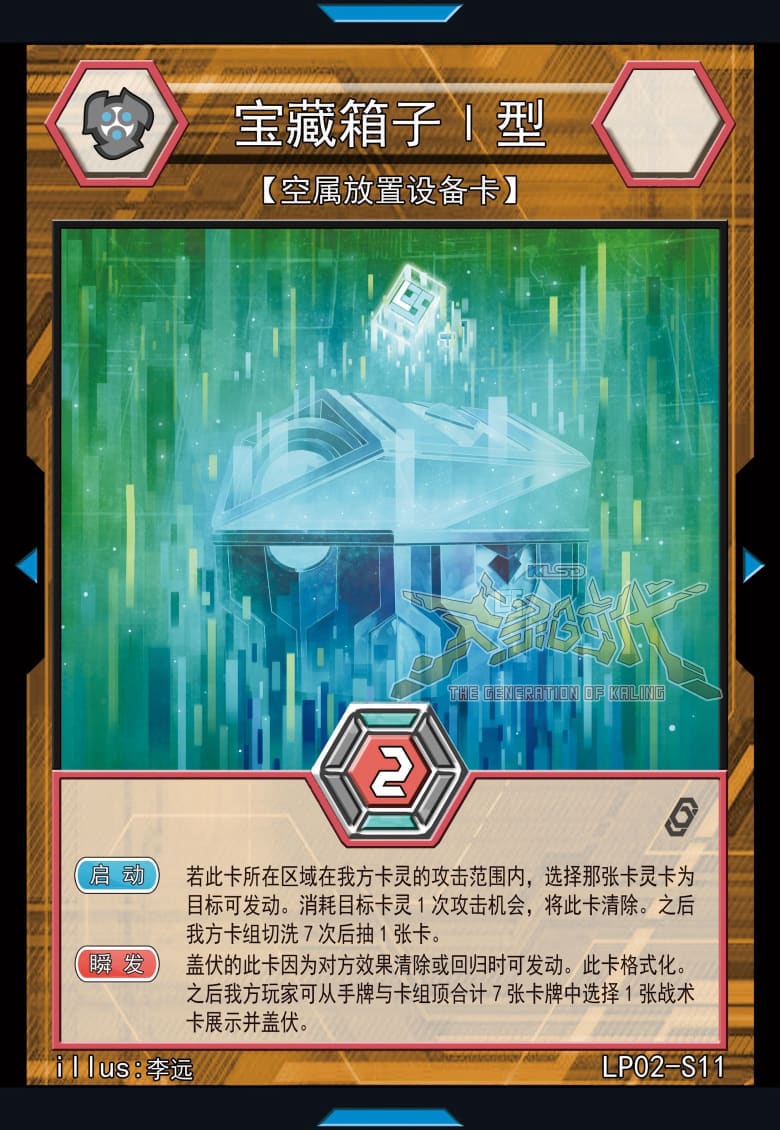 宝藏箱子Ⅰ型
【空属放置设备卡】
KLSD
卡灵时代
THE GENERATION OF KALING
2
启动
若此卡所在区域在我方卡灵的攻击范围内，选择那张卡灵卡为
目标可发动。消耗目标卡灵1次攻击机会，将此卡清除。之后
我方卡组切洗7次后抽1张卡。
瞬发
盖伏的此卡因为对方效果清除或回归时可发动。此卡格式化。
之后我方玩家可从手牌与卡组顶合计7张卡牌中选择1张战术
卡展示并盖伏。
illus:李远
LP02-S11